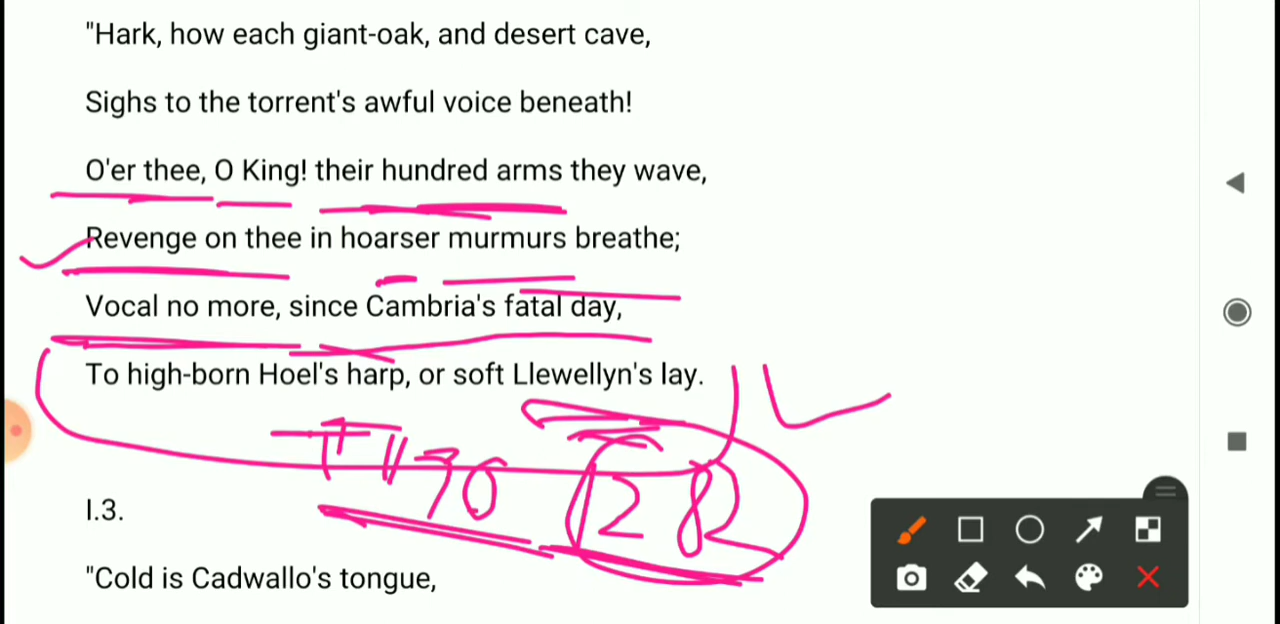 "Hark, how each giant-oak, and desert cave,
Sighs to the torrent's awful voice beneath!
O'er thee, O King! their hundred arms they wave,
Revenge on thee in hoarser murmurs breathe;
Vocal no more, since Cambria's fatal day,
To high-born Hoel's harp, or soft Llewellyn's lay.
1282
I.3.
"Cold is Cadwallo's tongue,